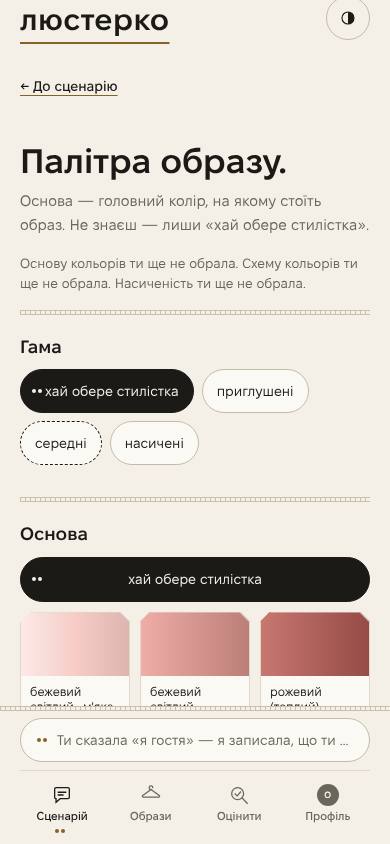 люстерко
← До сценарію
Палітра образу.
Основа — головний колір, на якому стоїть
образ. Не знаєш — лиши «хай обере стилістка».
Основу кольорів ти ще не обрала. Схему кольорів ти
ще не обрала. Насиченість ти ще не обрала.
Гама
хай обере стилістка
приглушені
середні
насичені
Основа
хай обере стилістка
бежевий
бежевий
рожевий
Ти сказала «я гостя» — я записала, що ти ...
Сценарій
Образи
Оцінити
Профіль
О